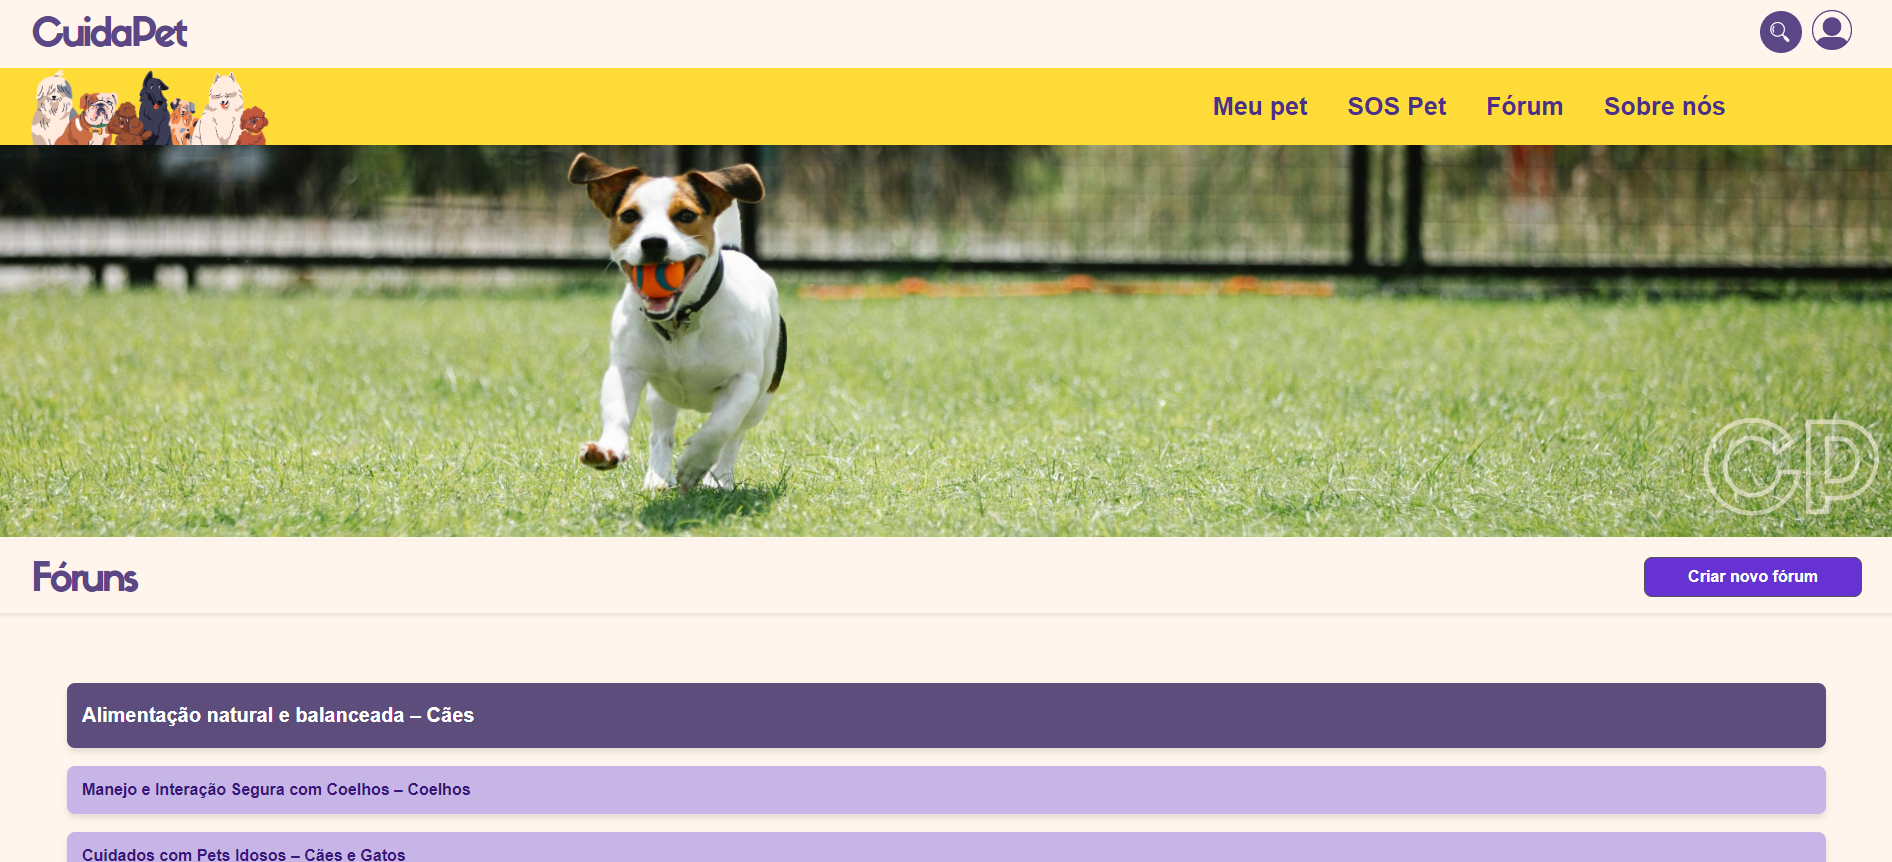 CuidaPet
Meu pet SOS Pet Fórum Sobre nós
CP
Fóruns
Criar novo fórum
Alimentação natural e balanceada – Cães
Manejo e Interação Segura com Coelhos – Coelhos
Cuidados com Pets Idosos – Cães e Gatos